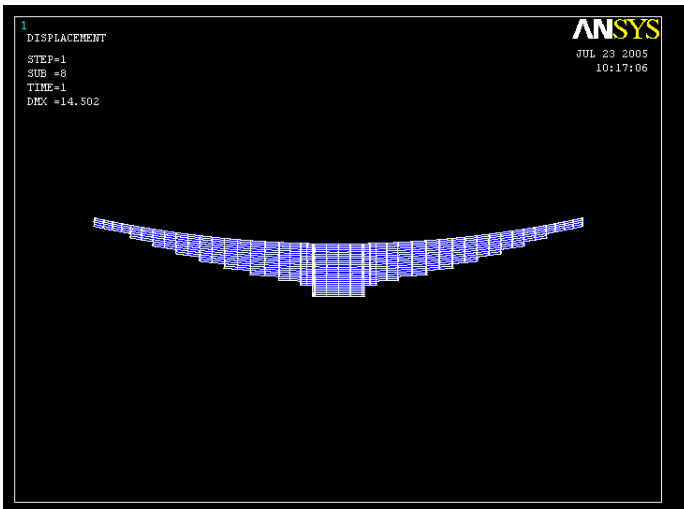 1
DISPLACEMENT
STEP=1
SUB =8
TIME=1
DMX =14.502
ANSYS
JUL 23 2005
10:17:06